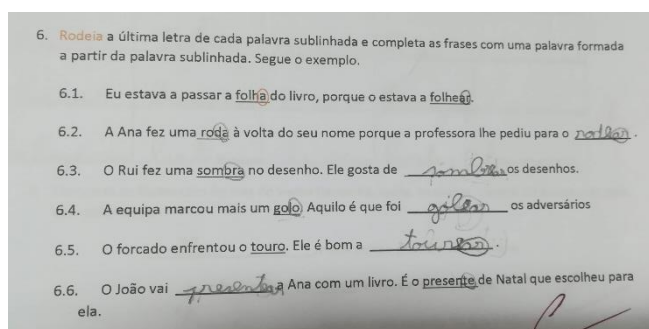 6. Rodeia a última letra de cada palavra sublinhada e completa as frases com uma palavra formada
a partir da palavra sublinhada. Segue o exemplo.
6.1. Eu estava a passar a folha do livro, porque o estava a folhear.
6.2. A Ana fez uma roda à volta do seu nome porque a professora lhe pediu para o rodear.
6.3. O Rui fez uma sombra no desenho. Ele gosta de os desenhos.
6.4. A equipa marcou mais um golo. Aquilo é que foi golear os adversários
6.5. O forcado enfrentou o touro. Ele é bom a tourear.
6.6. O João vai presentear a Ana com um livro. É o presente de Natal que escolheu para
ela.